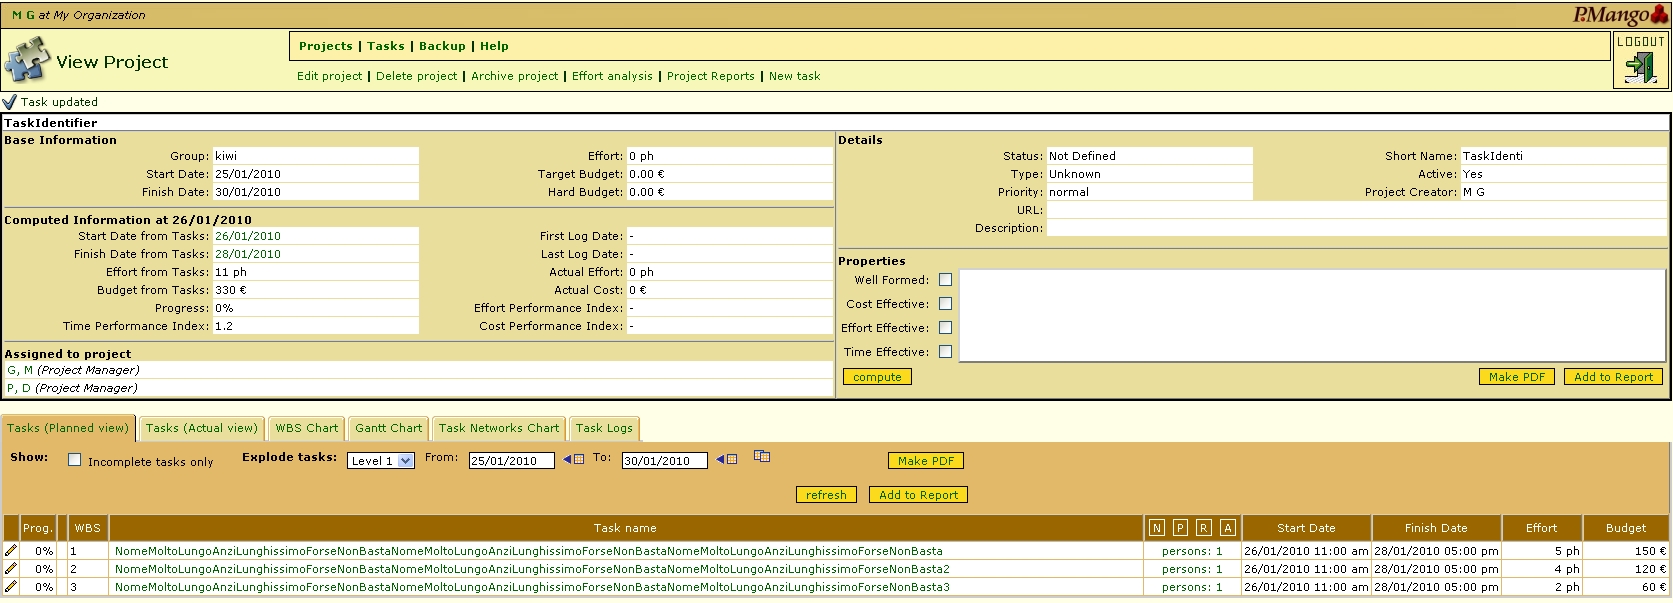 M G at My Organization
P.Mango
View Project
Projects | Tasks | Backup | Help
LOGOUT
Edit project | Delete project | Archive project | Effort analysis | Project Reports | New task
Task updated
TaskIdentifier
Base Information
Group: kiwi Effort: 0 ph
Start Date: 25/01/2010 Target Budget: 0.00 €
Finish Date: 30/01/2010 Hard Budget: 0.00 €
Computed Information at 26/01/2010
Start Date from Tasks: 26/01/2010 First Log Date: -
Finish Date from Tasks: 28/01/2010 Last Log Date: -
Effort from Tasks: 11 ph Actual Effort: 0 ph
Budget from Tasks: 330 € Actual Cost: 0 €
Progress: 0% Effort Performance Index: -
Time Performance Index: 1.2 Cost Performance Index: -
Assigned to project
G, M (Project Manager)
P, D (Project Manager)
Details
Status: Not Defined Short Name: TaskIdenti
Type: Unknown Active: Yes
Priority: normal Project Creator: M G
URL:
Description:
Properties
Well Formed:
Cost Effective:
Effort Effective:
Time Effective:
compute Make PDF Add to Report
Tasks (Planned view) Tasks (Actual view) WBS Chart Gantt Chart Task Networks Chart Task Logs
Show: Incomplete tasks only Explode tasks: Level 1 From: 25/01/2010 To: 30/01/2010 Make PDF
refresh Add to Report
Prog. WBS Task name N P R A Start Date Finish Date Effort Budget
0% 1 NomeMoltoLungoAnziLunghissimoForseNonBastaNomeMoltoLungoAnziLunghissimoForseNonBastaNomeMoltoLungoAnziLunghissimoForseNonBasta persons: 1 26/01/2010 11:00 am 28/01/2010 05:00 pm 5 ph 150 €
0% 2 NomeMoltoLungoAnziLunghissimoForseNonBastaNomeMoltoLungoAnziLunghissimoForseNonBastaNomeMoltoLungoAnziLunghissimoForseNonBasta2 persons: 1 26/01/2010 11:00 am 28/01/2010 05:00 pm 4 ph 120 €
0% 3 NomeMoltoLungoAnziLunghissimoForseNonBastaNomeMoltoLungoAnziLunghissimoForseNonBastaNomeMoltoLungoAnziLunghissimoForseNonBasta3 persons: 1 26/01/2010 11:00 am 28/01/2010 05:00 pm 2 ph 60 €